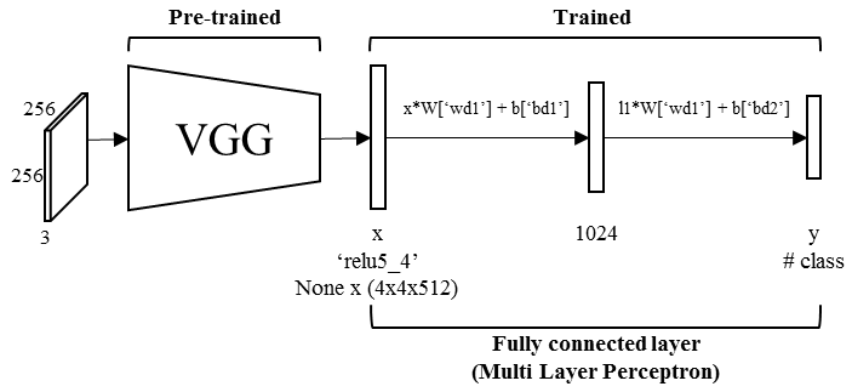 Pre-trained
Trained
256
256
3
VGG
x*W[‘wd1’] + b[‘bd1’]
l1*W[‘wd1’] + b[‘bd2’]
x
‘relu5_4’
None x (4x4x512)
1024
y
# class
Fully connected layer
(Multi Layer Perceptron)